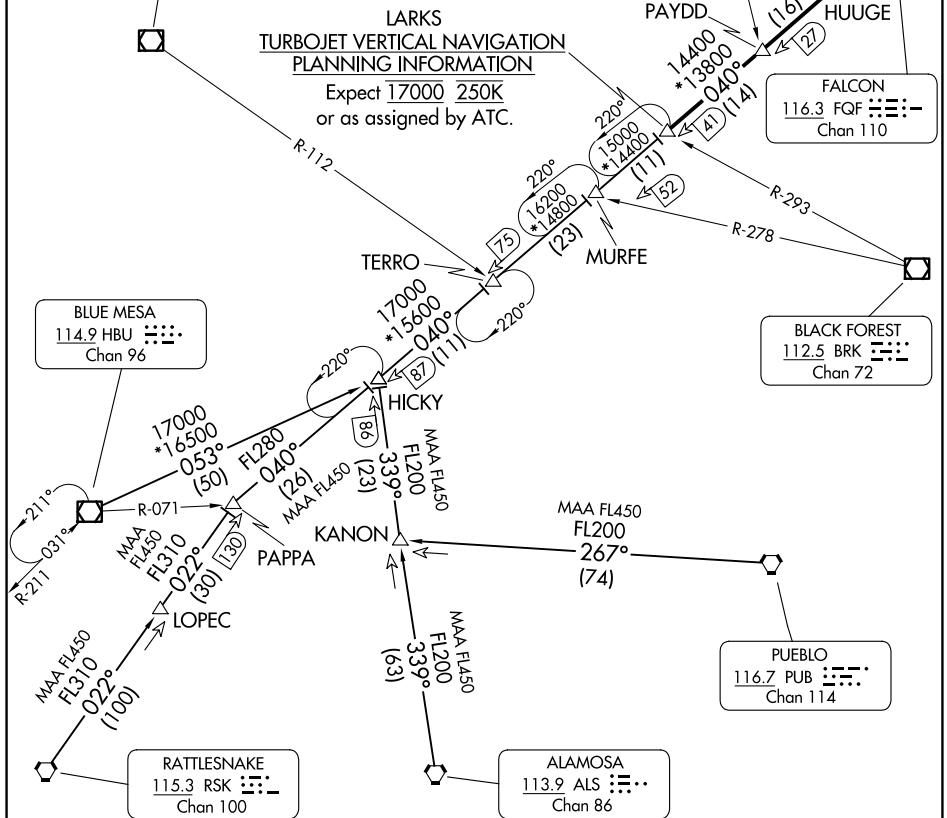 LARKS
TURBOJET VERTICAL NAVIGATION
PLANNING INFORMATION
Expect 17000 250K
or as assigned by ATC.
PAYDD
(16)
HUUGE
27
14400
*13800
040°
(14)
FALCON
116.3 FQF
Chan 110
41
220°
15000
*14400
(11)
R-112
220°
16200
*14800
(23)
52
R-293
R-278
MURFE
75
TERRO
220°
BLUE MESA
114.9 HBU
Chan 96
17000
*15600
040°
(11)
BLACK FOREST
112.5 BRK
Chan 72
220°
87
HICKY
17000
*16500
053°
(50)
FL280
040°
(26)
MAA FL450
86
339°
(23)
FL200
MAA FL450
211°
031°
R-211
R-071
PAPPA
KANON
MAA FL450
FL200
267°
(74)
MAA
FL450
FL310
022°
(30)
130
LOPEC
MAA FL450
FL310
022°
(100)
MAA FL450
FL200
339°
(63)
PUEBLO
116.7 PUB
Chan 114
RATTLESNAKE
115.3 RSK
Chan 100
ALAMOSA
113.9 ALS
Chan 86